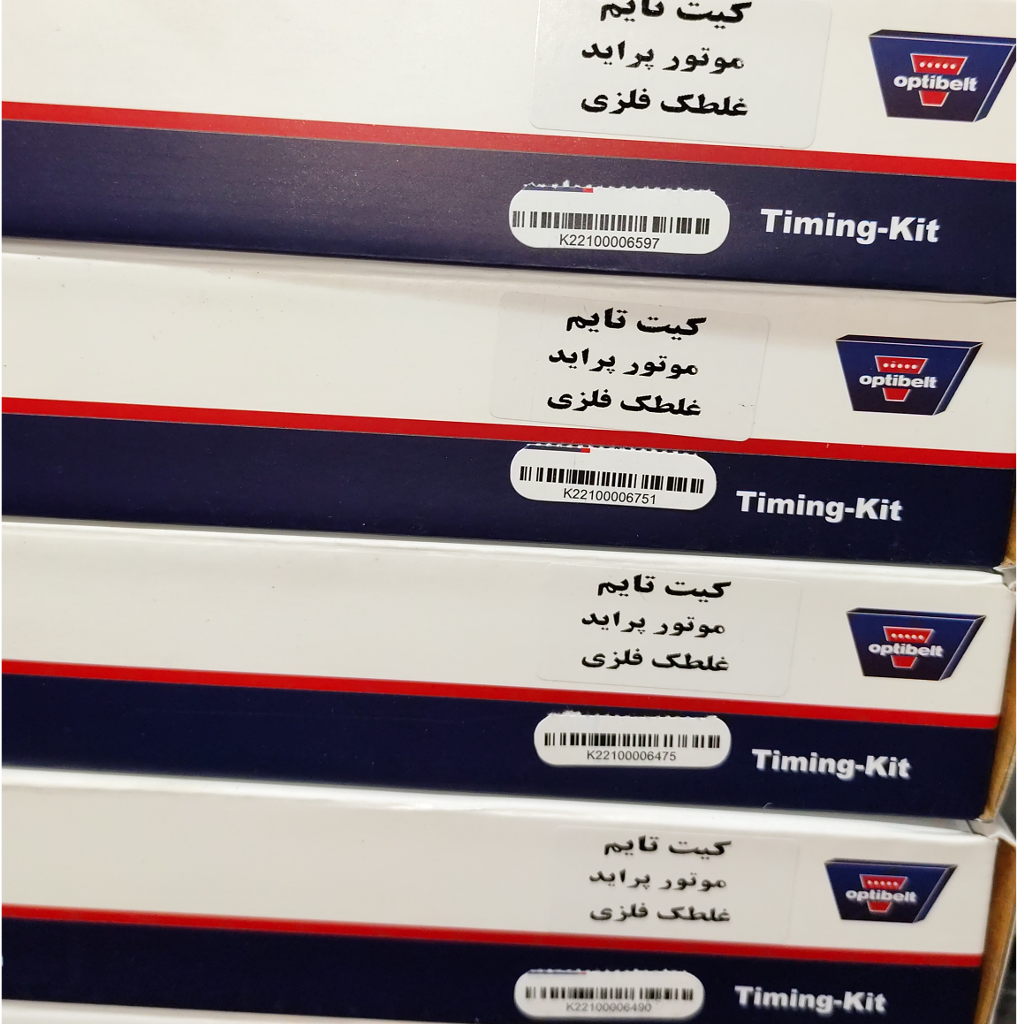 کیت تایم
موتور پراید
غلطک فلزی
optibelt
K22100006597
Timing-Kit
کیت تایم
موتور پراید
غلطک فلزی
optibelt
K22100006751
Timing-Kit
کیت تایم
موتور پراید
غلطک فلزی
optibelt
K22100006475
Timing-Kit
کیت تایم
موتور پراید
غلطک فلزی
optibelt
K22100006490
Timing-Kit